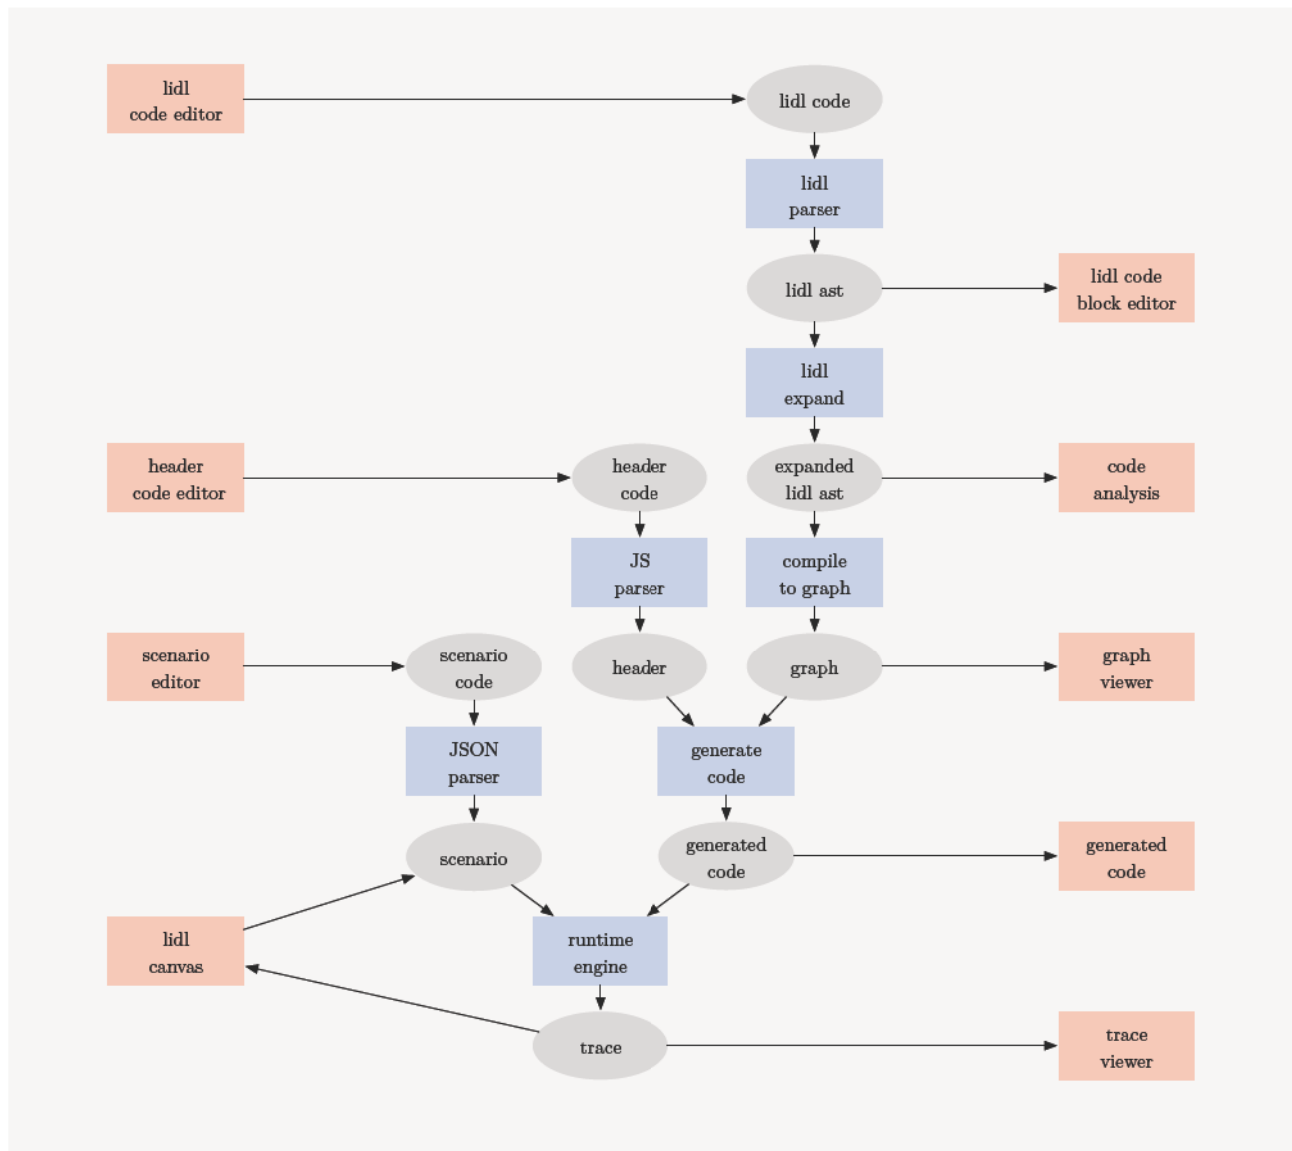 lidl
code editor
lidl code
lidl
parser
lidl ast
lidl code
block editor
lidl
expand
header
code editor
header
code
expanded
lidl ast
code
analysis
JS
parser
compile
to graph
scenario
editor
scenario
code
header
graph
graph
viewer
JSON
parser
generate
code
scenario
generated
code
generated
code
lidl
canvas
runtime
engine
trace
trace
viewer